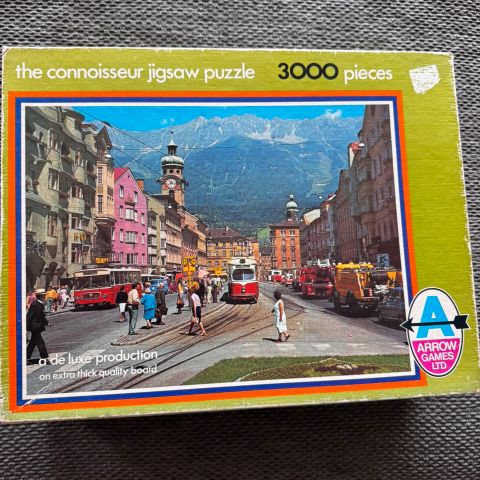 the connoisseur jigsaw puzzle 3000 pieces
a de luxe production
on extra thick quality board
A
ARROW
GAMES
LTD